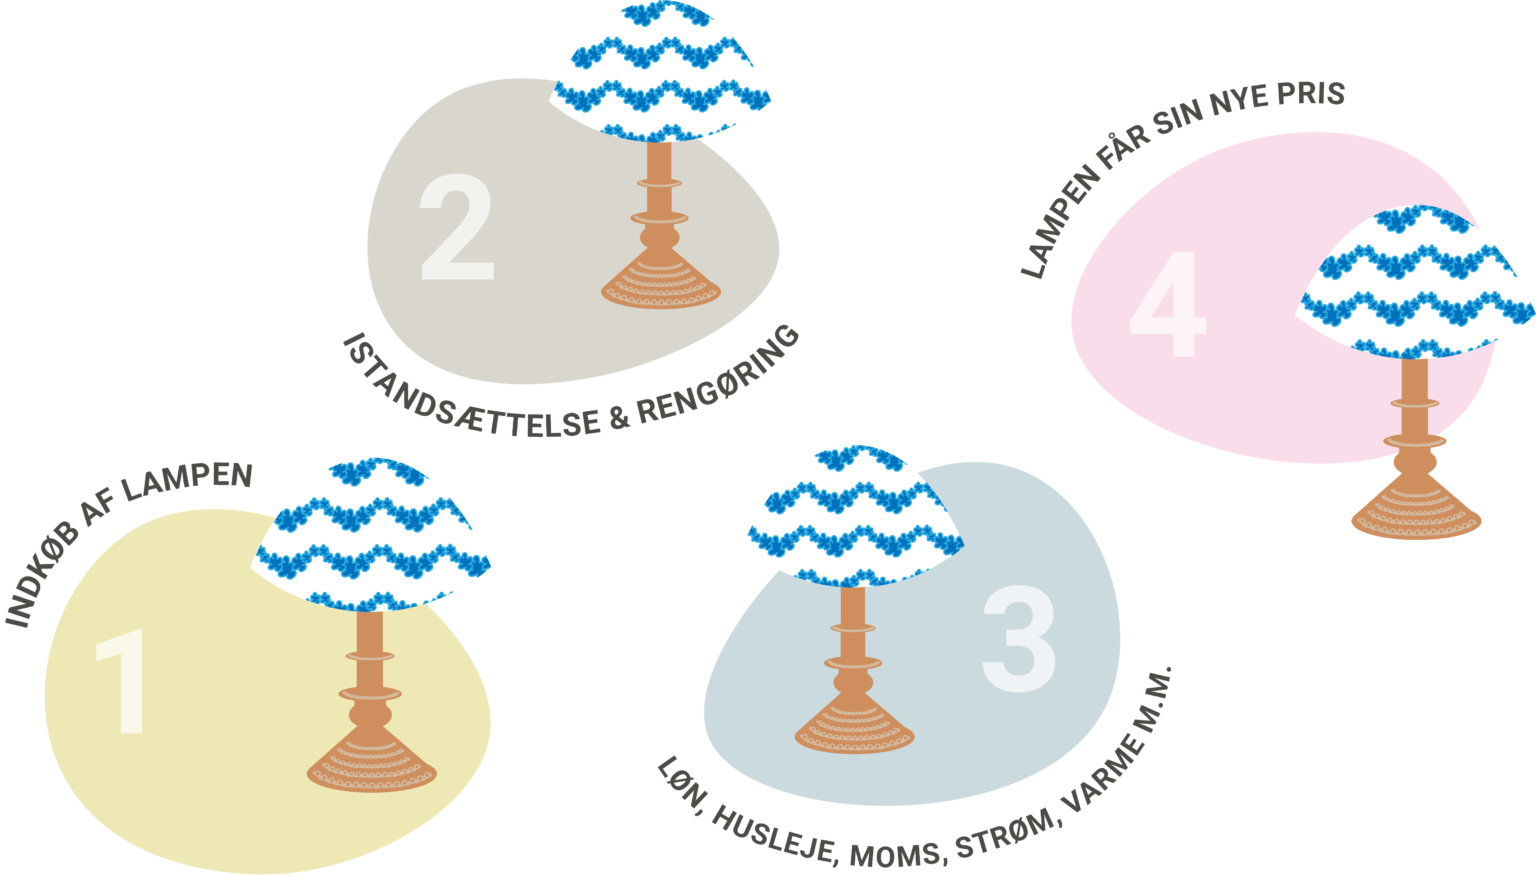 1
INDKØB AF LAMPEN
2
ISTANDSÆTTELSE & RENGØRING
3
LØN, HUSLEJE, MOMS, STRØM, VARME M.M.
4
LAMPEN FÅR SIN NYE PRIS